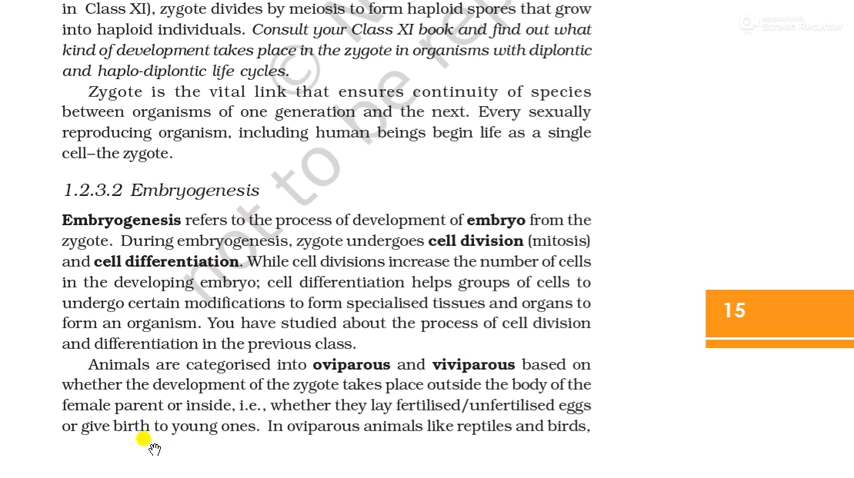 in Class XI), zygote divides by meiosis to form haploid spores that grow
into haploid individuals. Consult your Class XI book and find out what
kind of development takes place in the zygote in organisms with diplontic
and haplo-diplontic life cycles.
Zygote is the vital link that ensures continuity of species
between organisms of one generation and the next. Every sexually
reproducing organism, including human beings begin life as a single
cell–the zygote.
1.2.3.2 Embryogenesis
Embryogenesis refers to the process of development of embryo from the
zygote. During embryogenesis, zygote undergoes cell division (mitosis)
and cell differentiation. While cell divisions increase the number of cells
in the developing embryo; cell differentiation helps groups of cells to
undergo certain modifications to form specialised tissues and organs to
form an organism. You have studied about the process of cell division
and differentiation in the previous class.
Animals are categorised into oviparous and viviparous based on
whether the development of the zygote takes place outside the body of the
female parent or inside, i.e., whether they lay fertilised/unfertilised eggs
or give birth to young ones. In oviparous animals like reptiles and birds,
15
not to be
Screen Recorder